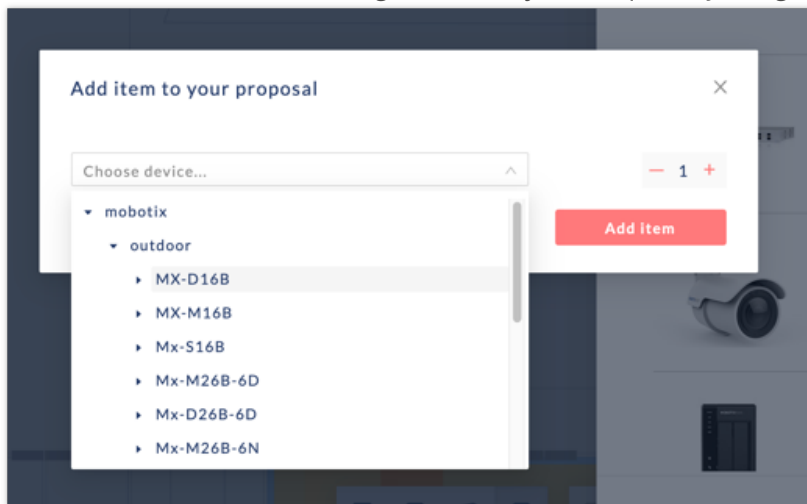 Add item to your proposal
Choose device...
1
Add item
mobotix
outdoor
MX-D16B
MX-M16B
Mx-S16B
Mx-M26B-6D
Mx-D26B-6D
Mx-M26B-6N